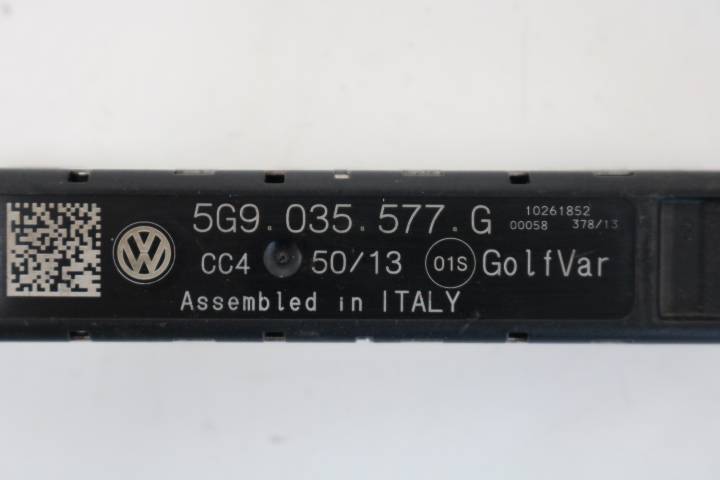 5G9.035.577.G
10261852
00058 378/13
CC4 50/13 01S GolfVar
Assembled in ITALY